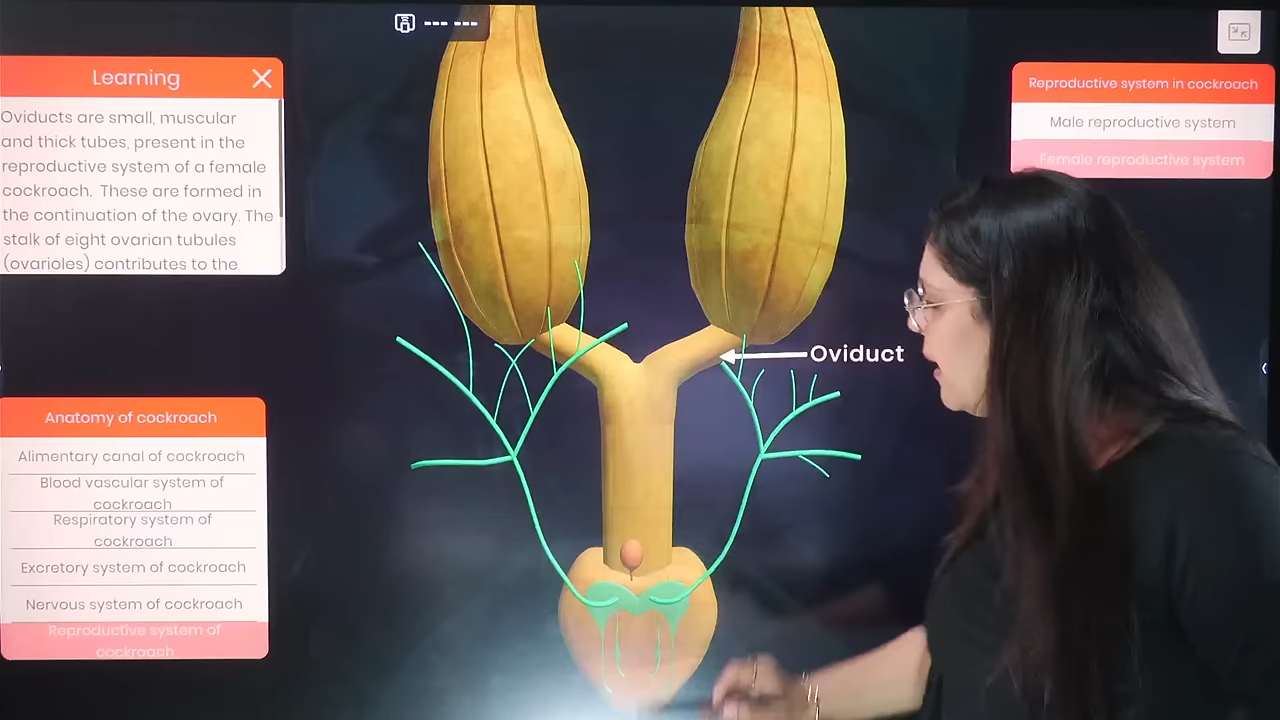 Learning
Oviducts are small, muscular
and thick tubes, present in the
reproductive system of a female
cockroach. These are formed in
the continuation of the ovary. The
stalk of eight ovarian tubules
(ovarioles) contributes to the
Reproductive system in cockroach
Male reproductive system
Female reproductive system
Oviduct
Anatomy of cockroach
Alimentary canal of cockroach
Blood vascular system of
cockroach
Respiratory system of
cockroach
Excretory system of cockroach
Nervous system of cockroach
Reproductive system of
cockroach